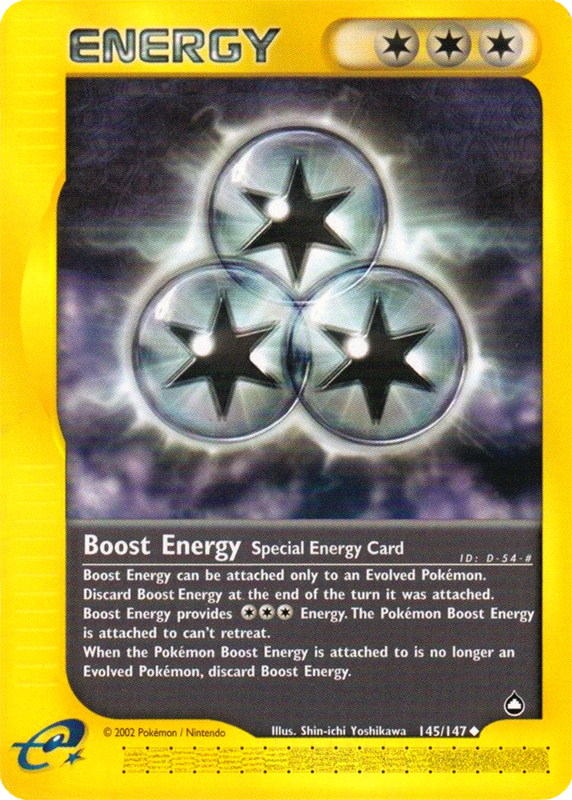 ENERGY
Boost Energy Special Energy Card
ID: D-54-#
Boost Energy can be attached only to an Evolved Pokémon.
Discard Boost Energy at the end of the turn it was attached.
Boost Energy provides Energy. The Pokémon Boost Energy
is attached to can't retreat.
When the Pokémon Boost Energy is attached to is no longer an
Evolved Pokémon, discard Boost Energy.
© 2002 Pokémon / Nintendo Illus. Shin-ichi Yoshikawa 145/147
e